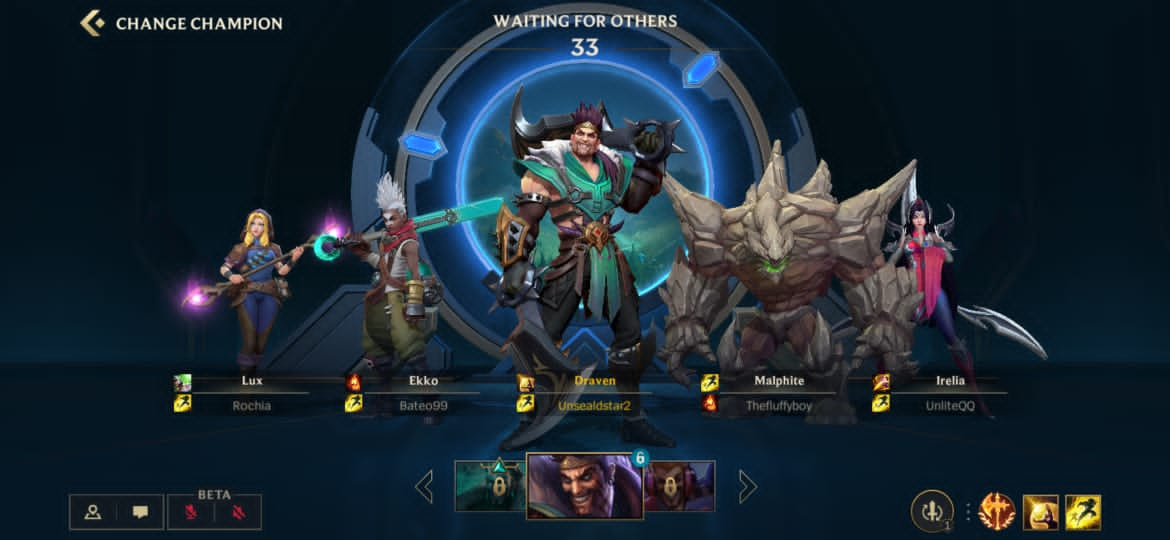 CHANGE CHAMPION
WAITING FOR OTHERS
33
Lux
Rochia
Ekko
Bateo99
Draven
Unsealdstar2
Malphite
Thefluffyboy
Irelia
UnliteQQ
6
BETA
1